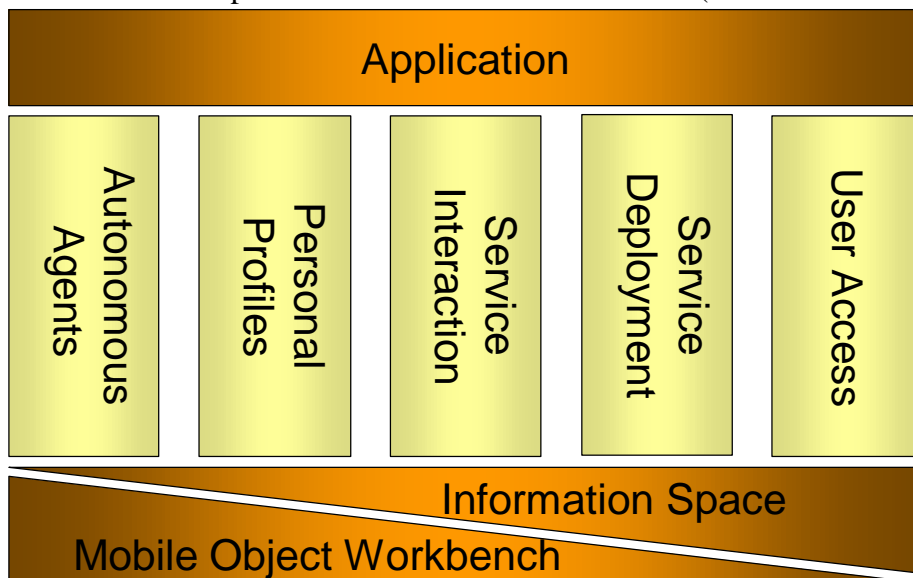 Application
Autonomous
Agents
Personal
Profiles
Service
Interaction
Service
Deployment
User Access
Information Space
Mobile Object Workbench